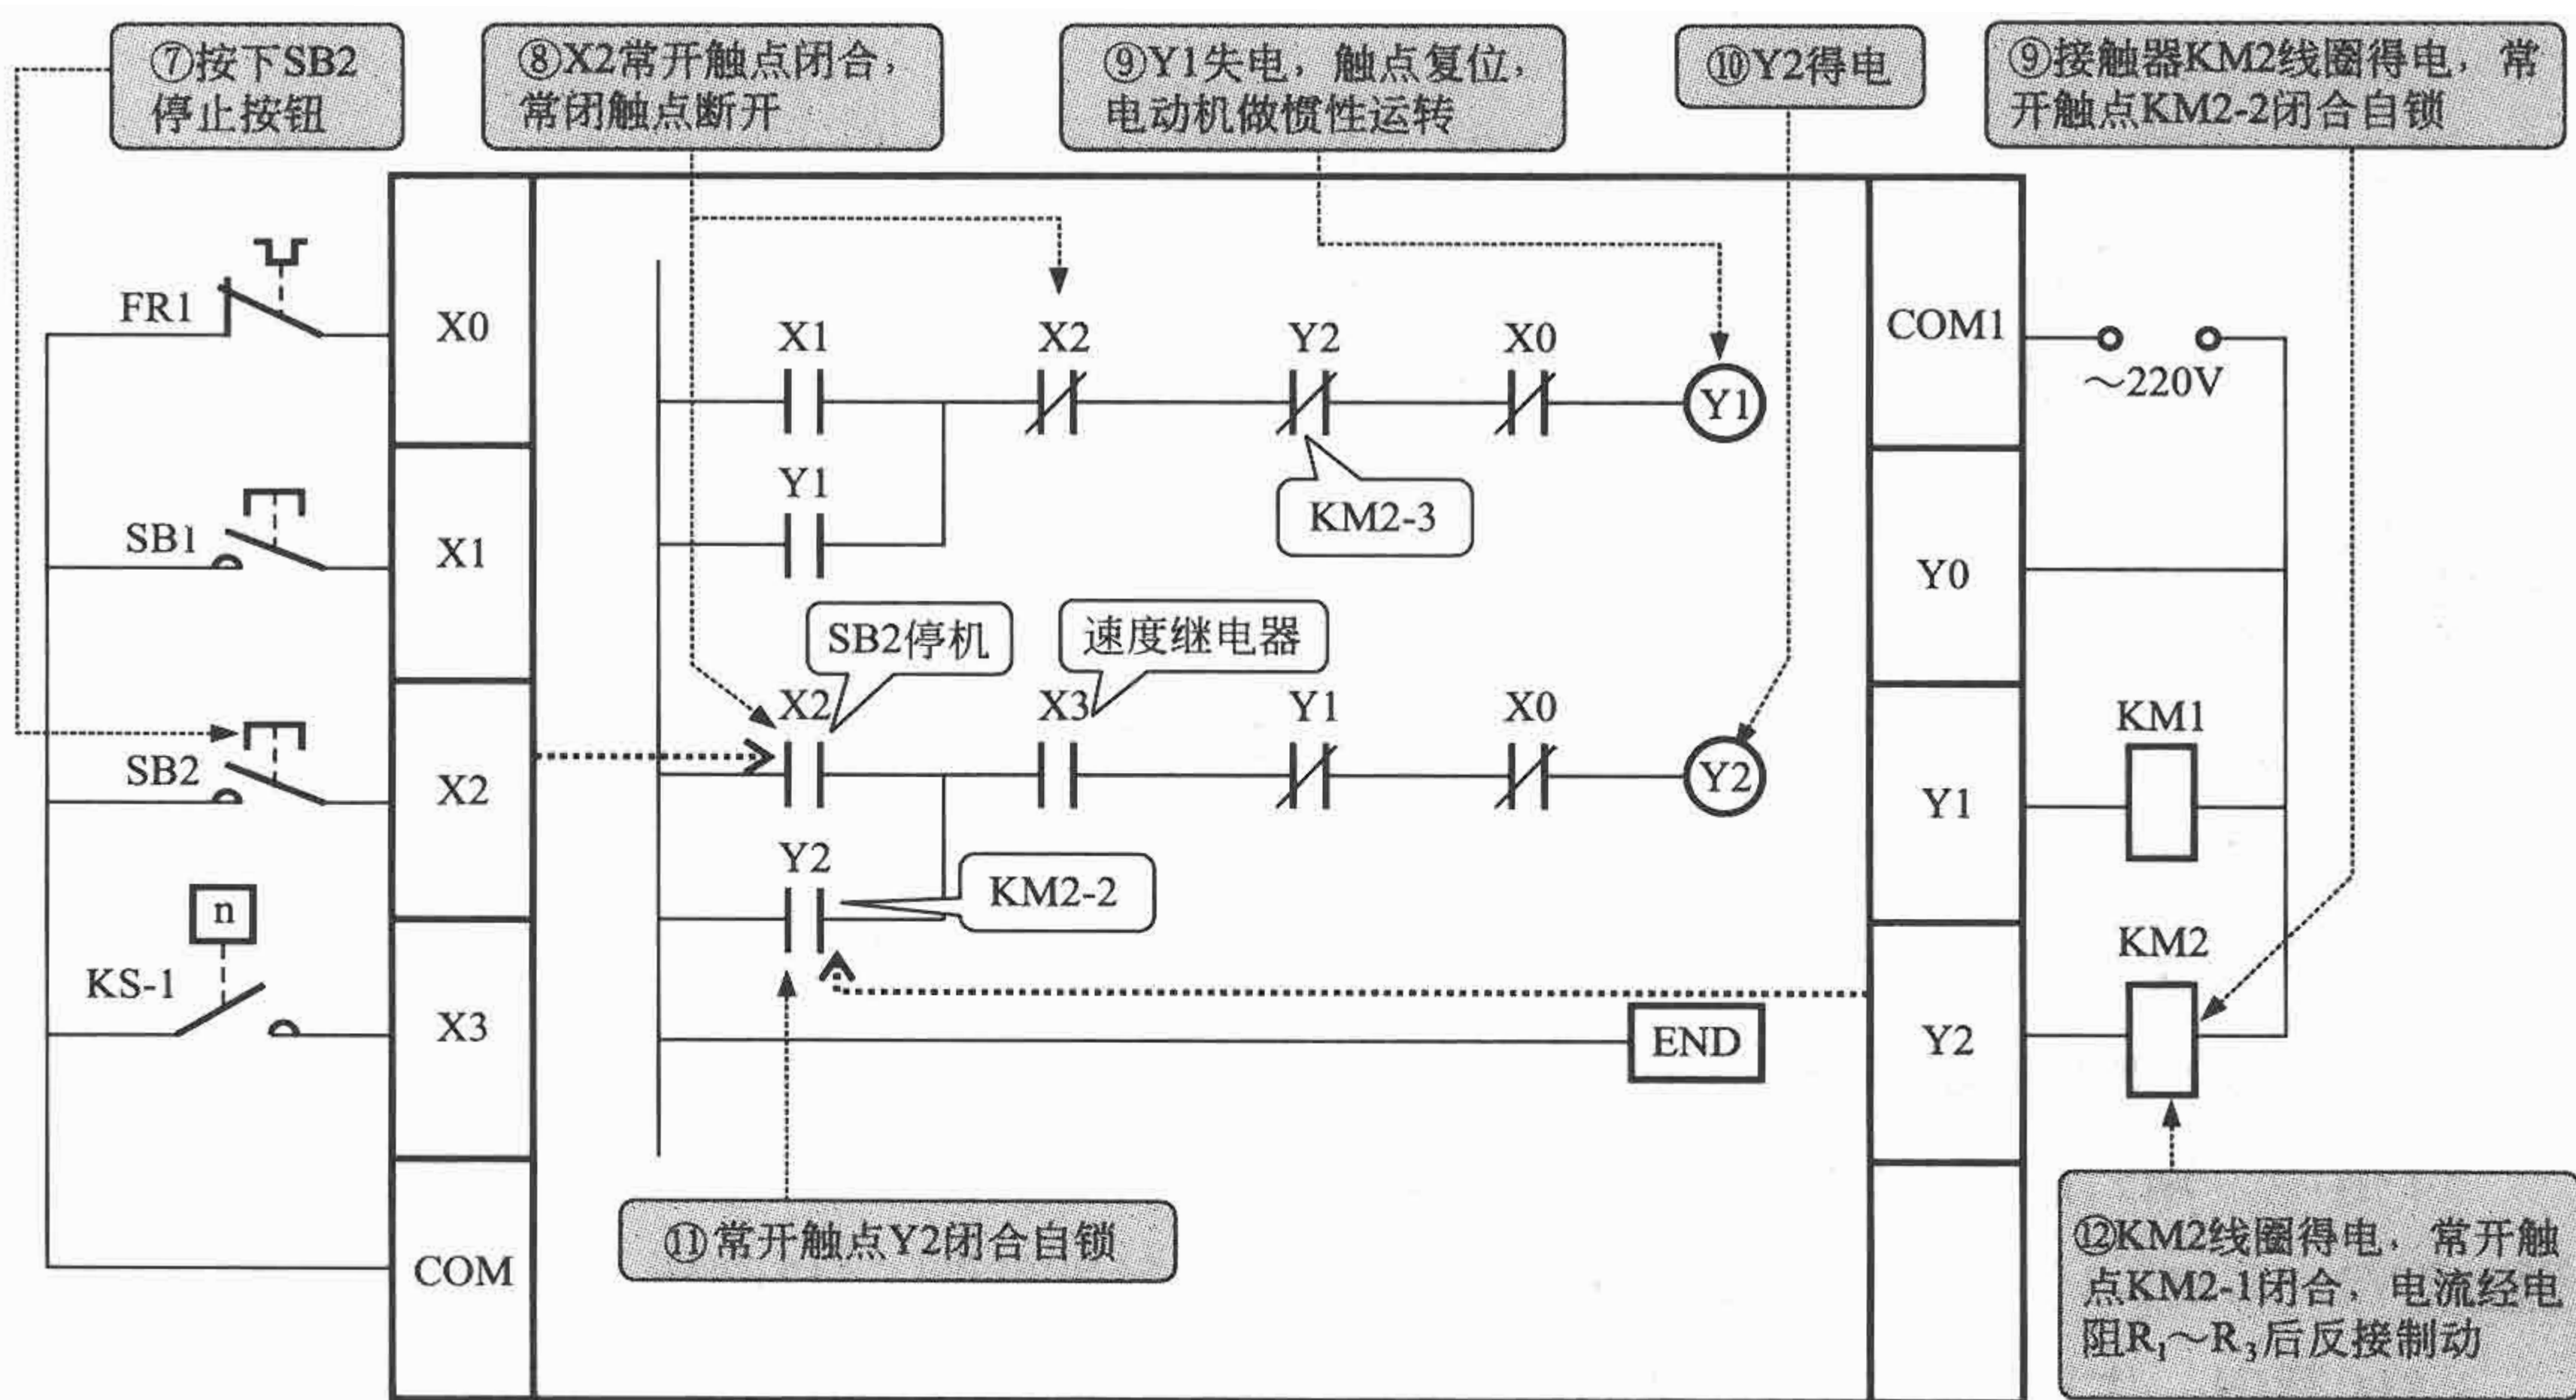 ⑦按下SB2
停止按钮
⑧X2常开触点闭合，
常闭触点断开
⑨Y1失电，触点复位，
电动机做惯性运转
⑩Y2得电
⑨接触器KM2线圈得电，常
开触点KM2-2闭合自锁
FR1
X0
X1
X2
Y2
X0
Y1
COM1
～220V
Y1
KM2-3
SB1
X1
Y0
SB2停机
速度继电器
X2
X3
Y1
X0
Y2
SB2
X2
Y1
KM1
Y2
KM2-2
n
KS-1
X3
END
Y2
KM2
COM
⑪常开触点Y2闭合自锁
⑫KM2线圈得电，常开触
点KM2-1闭合，电流经电
阻R₁～R₃后反接制动